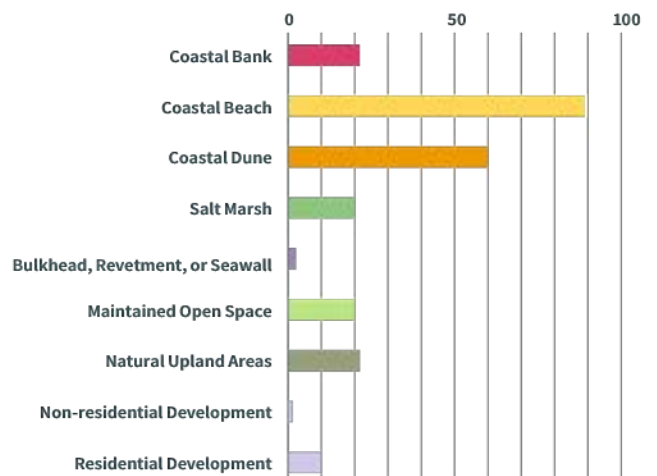 0 50 100
Coastal Bank
Coastal Beach
Coastal Dune
Salt Marsh
Bulkhead, Revetment, or Seawall
Maintained Open Space
Natural Upland Areas
Non-residential Development
Residential Development